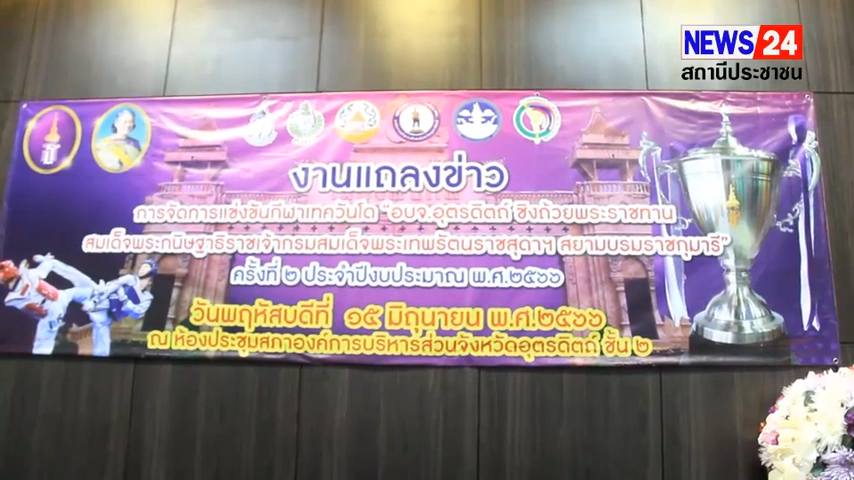 NEWS 24
สถานีประชาชน
งานแถลงข่าว
การจัดการแข่งขันกีฬาเทควันโด "อบจ.อุตรดิตถ์ ชิงถ้วยพระราชทาน
สมเด็จพระกนิษฐาธิราชเจ้ากรมสมเด็จพระเทพรัตนราชสุดาฯ สยามบรมราชกุมารี"
ครั้งที่ ๒ ประจำปีงบประมาณ พ.ศ.๒๕๖๖
วันพฤหัสบดีที่ ๑๕ มิถุนายน พ.ศ.๒๕๖๖
ณ ห้องประชุมสภาองค์การบริหารส่วนจังหวัดอุตรดิตถ์ ชั้น ๒